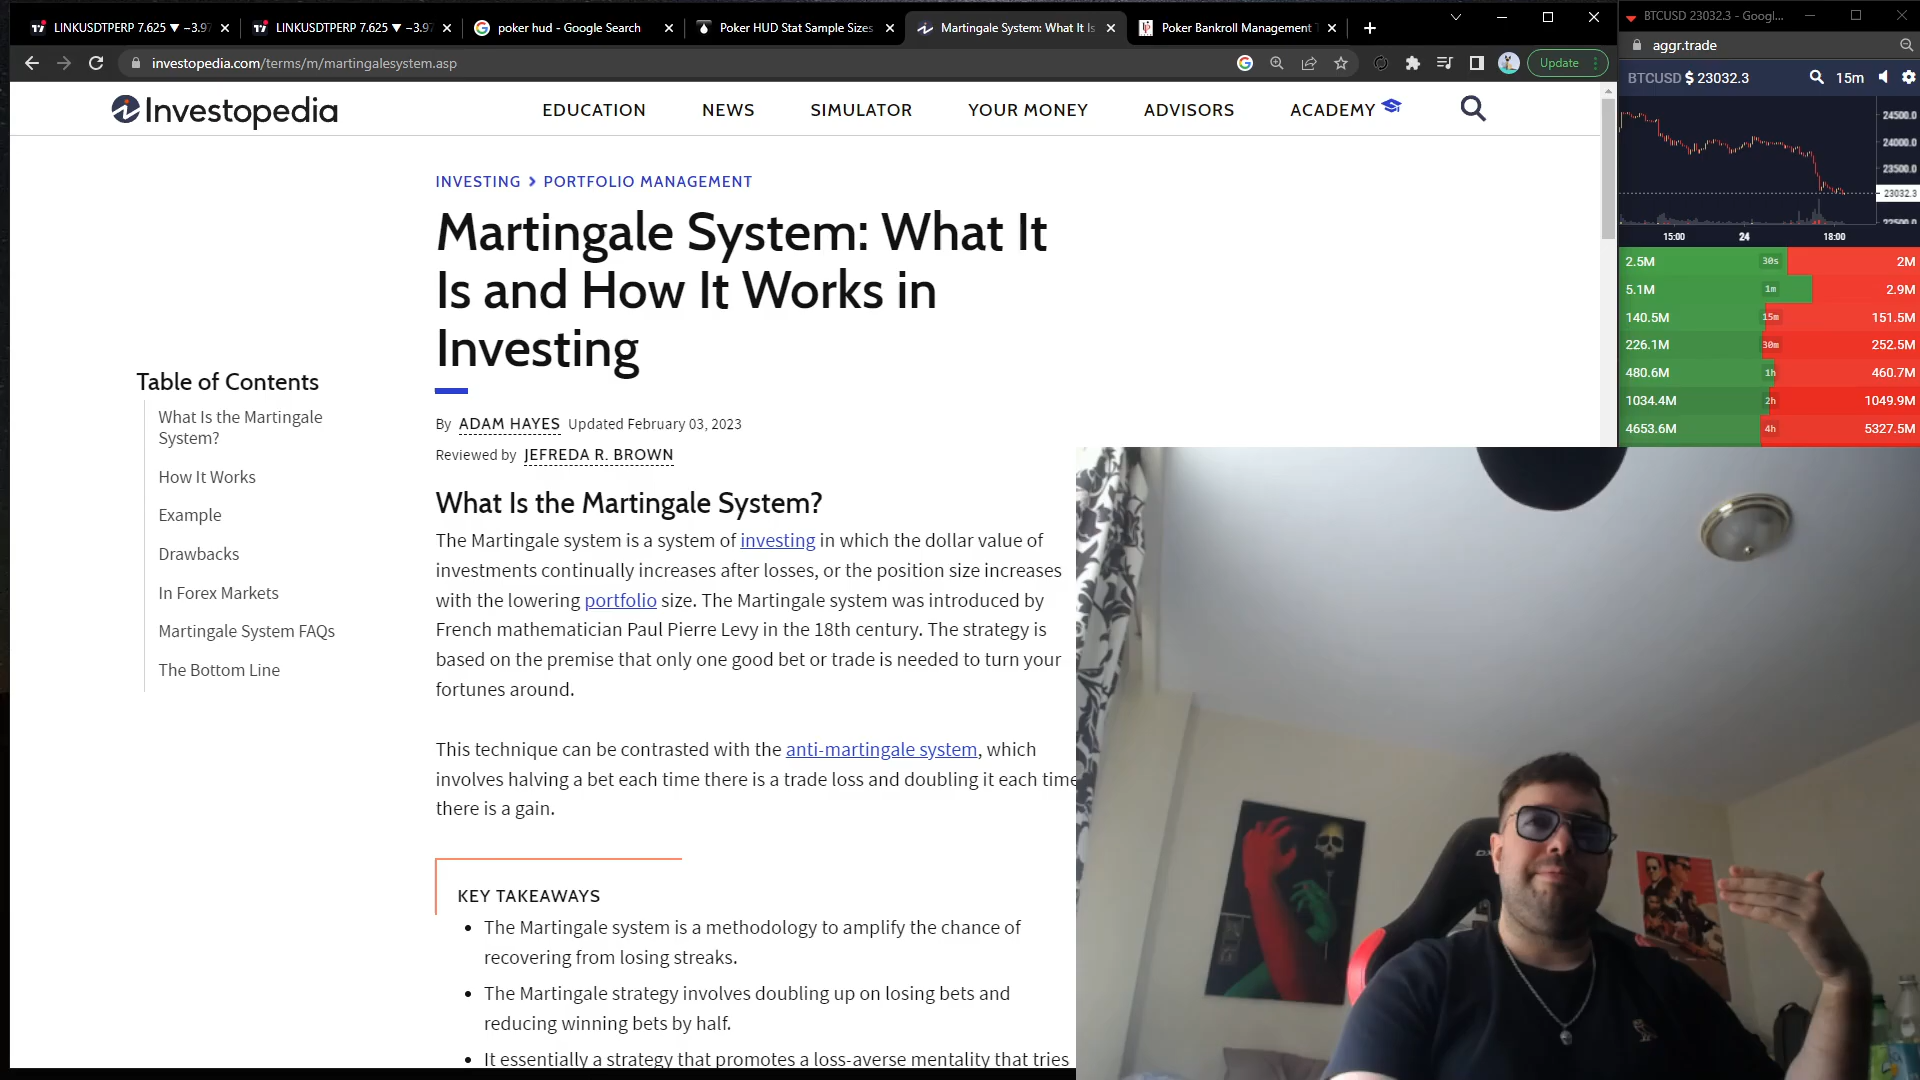 LINKUSDTPERP 7.625 ▼ −3.97
LINKUSDTPERP 7.625 ▼ −3.97
poker hud - Google Search
Poker HUD Stat Sample Sizes
Martingale System: What It Is
Poker Bankroll Management
BTCUSD 23032.3 - Googl...
investopedia.com/terms/m/martingalesystem.asp
Update
aggr.trade
BTCUSD $ 23032.3
15m
Investopedia
EDUCATION
NEWS
SIMULATOR
YOUR MONEY
ADVISORS
ACADEMY
24500.0
24000.0
23500.0
23032.3
22500.0
15:00
24
18:00
INVESTING > PORTFOLIO MANAGEMENT
Martingale System: What It
Is and How It Works in
Investing
By ADAM HAYES Updated February 03, 2023
Reviewed by JEFREDA R. BROWN
Table of Contents
What Is the Martingale
System?
How It Works
Example
Drawbacks
In Forex Markets
Martingale System FAQs
The Bottom Line
2.5M 30s 2M
5.1M 1m 2.9M
140.5M 15m 151.5M
226.1M 30m 252.5M
480.6M 1h 460.7M
1034.4M 2h 1049.9M
4653.6M 4h 5327.5M
What Is the Martingale System?
The Martingale system is a system of investing in which the dollar value of
investments continually increases after losses, or the position size increases
with the lowering portfolio size. The Martingale system was introduced by
French mathematician Paul Pierre Levy in the 18th century. The strategy is
based on the premise that only one good bet or trade is needed to turn your
fortunes around.
This technique can be contrasted with the anti-martingale system, which
involves halving a bet each time there is a trade loss and doubling it each time
there is a gain.
KEY TAKEAWAYS
• The Martingale system is a methodology to amplify the chance of
recovering from losing streaks.
• The Martingale strategy involves doubling up on losing bets and
reducing winning bets by half.
• It essentially a strategy that promotes a loss-averse mentality that tries